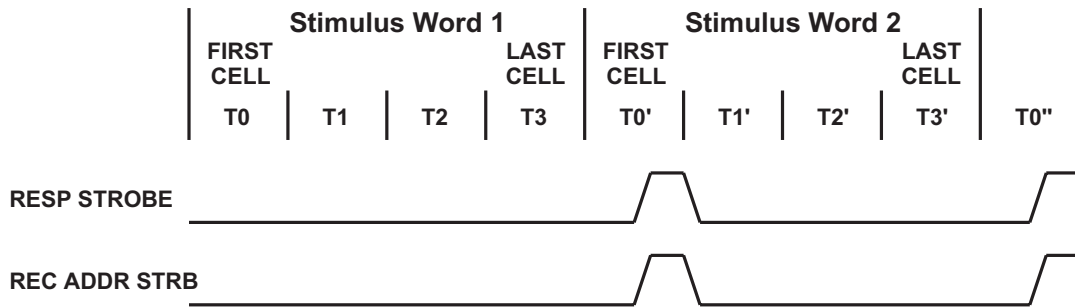 Stimulus Word 1 Stimulus Word 2
FIRST LAST FIRST LAST
CELL CELL CELL CELL
T0 T1 T2 T3 T0' T1' T2' T3' T0"
RESP STROBE
REC ADDR STRB